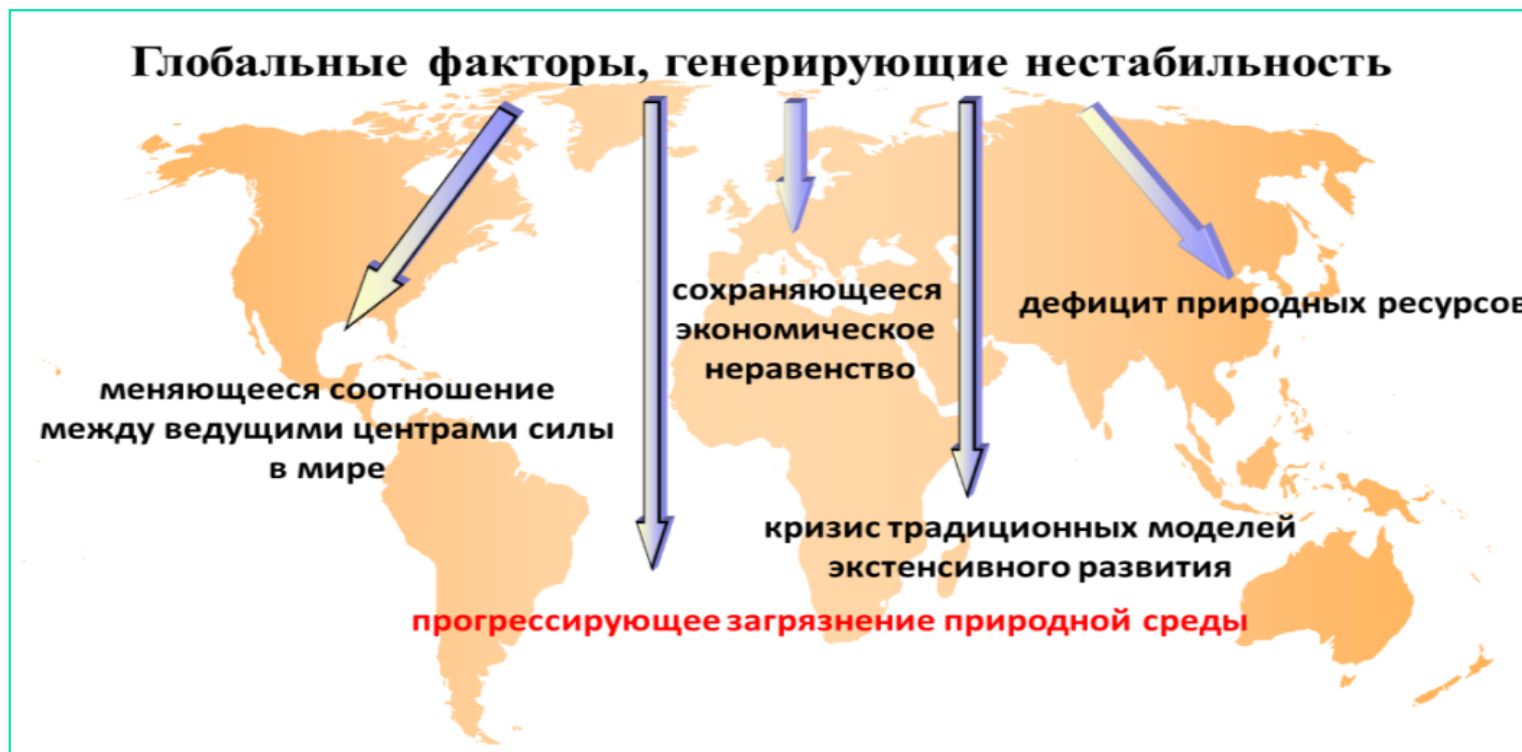 Глобальные факторы, генерирующие нестабильность
сохраняющееся
экономическое
неравенство
дефицит природных ресурсов
меняющееся соотношение
между ведущими центрами силы
в мире
кризис традиционных моделей
экстенсивного развития
прогрессирующее загрязнение природной среды